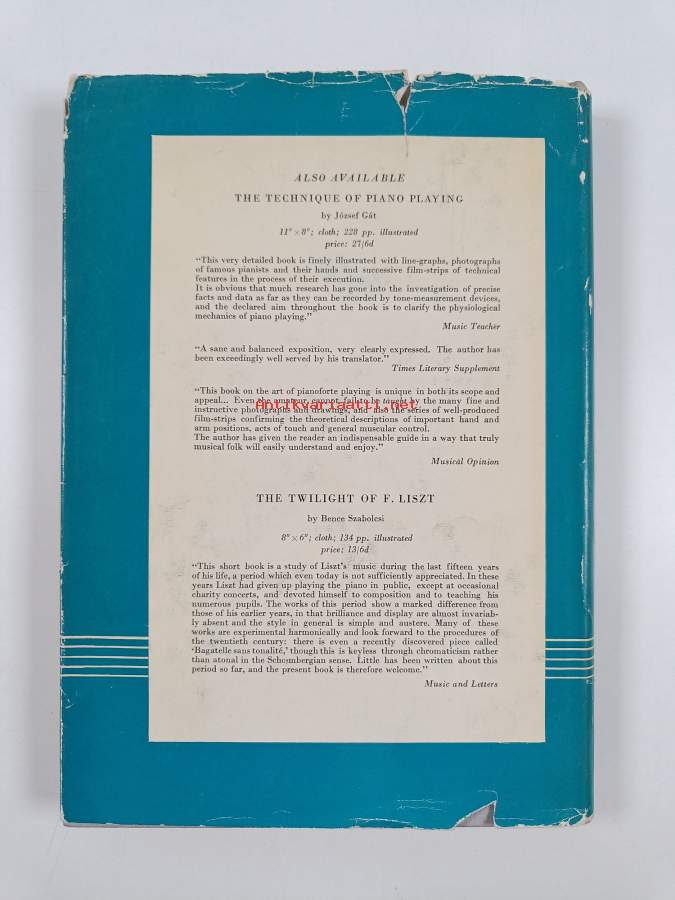 ALSO AVAILABLE
THE TECHNIQUE OF PIANO PLAYING
by József Gát
11" × 8"; cloth; 228 pp. illustrated
price: 27/6d
“This very detailed book is finely illustrated with line-graphs, photographs
of famous pianists and their hands and successive film-strips of technical
features in the process of their execution.
It is obvious that much research has gone into the investigation of precise
facts and data as far as they can be recorded by tone-measurement devices,
and the declared aim throughout the book is to clarify the physiological
mechanics of piano playing.”
Music Teacher
“A sane and balanced exposition, very clearly expressed. The author has
been exceedingly well served by his translator.”
Times Literary Supplement
“This book on the art of pianoforte playing is unique in both its scope and
appeal... Even the amateur cannot fail to be taught by the many fine and
Antikvariaatti.net
instructive photographs and drawings, and also the series of well-produced
film-strips confirming the theoretical descriptions of important hand and
arm positions, acts of touch and general muscular control.
The author has given the reader an indispensable guide in a way that truly
musical folk will easily understand and enjoy.”
Musical Opinion
THE TWILIGHT OF F. LISZT
by Bence Szabolcsi
8" × 6"; cloth; 134 pp. illustrated
price; 13/6d
“This short book is a study of Liszt's music during the last fifteen years
of his life, a period which even today is not sufficiently appreciated. In these
years Liszt had given up playing the piano in public, except at occasional
charity concerts, and devoted himself to composition and to teaching his
numerous pupils. The works of this period show a marked difference from
those of his earlier years, in that brilliance and display are almost invariab-
ly absent and the style in general is simple and austere. Many of these
works are experimental harmonically and look forward to the procedures of
the twentieth century: there is even a recently discovered piece called
‘Bagatelle sans tonalité,’ though this is keyless through chromaticism rather
than atonal in the Schoenbergian sense. Little has been written about this
period so far, and the present book is therefore welcome.”
Music and Letters